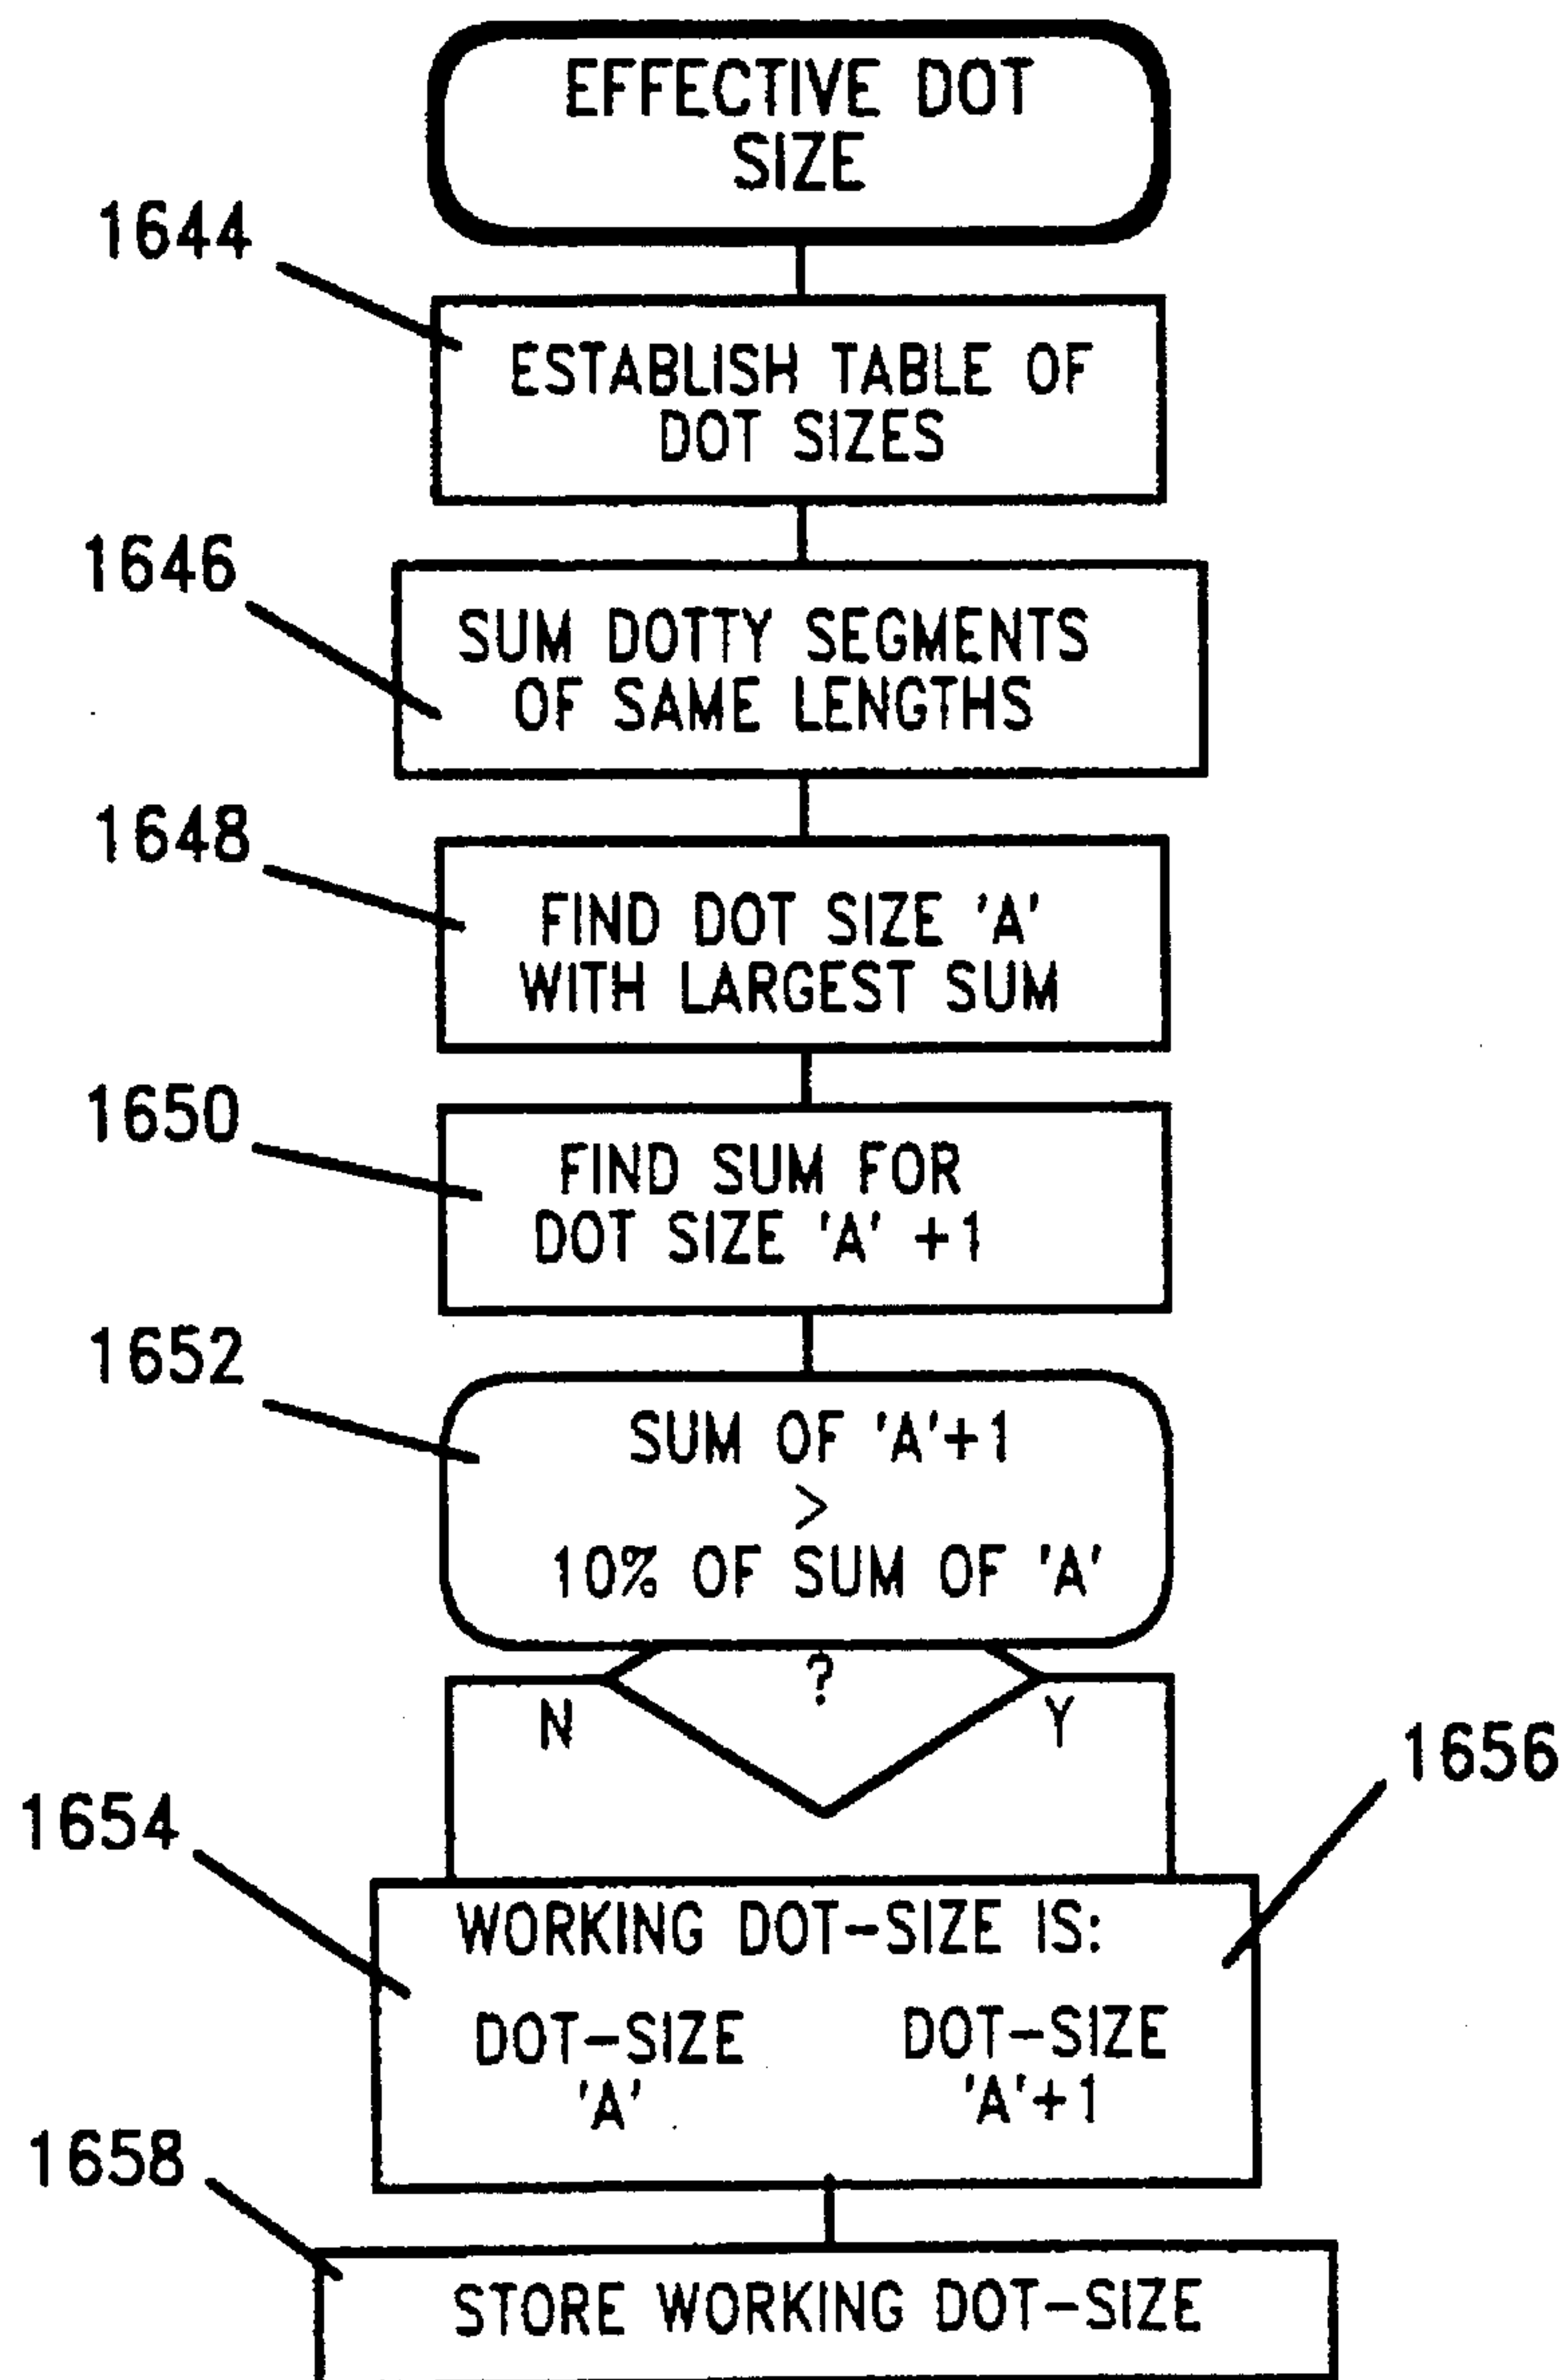 EFFECTIVE DOT
SIZE
1644
ESTABLISH TABLE OF
DOT SIZES
1646
SUM DOTTY SEGMENTS
OF SAME LENGTHS
1648
FIND DOT SIZE 'A'
WITH LARGEST SUM
1650
FIND SUM FOR
DOT SIZE 'A' +1
1652
SUM OF 'A'+1
>
10% OF SUM OF 'A'
?
N Y
1656
1654
WORKING DOT-SIZE IS:
DOT-SIZE DOT-SIZE
'A' 'A'+1
1658
STORE WORKING DOT-SIZE